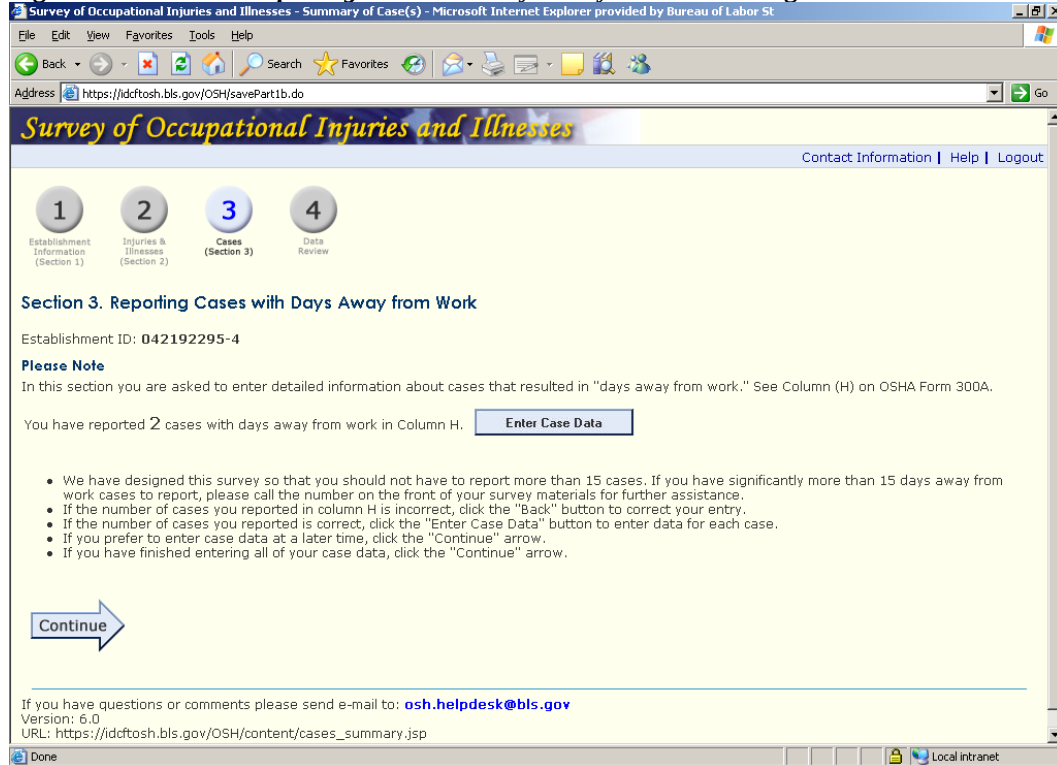 Survey of Occupational Injuries and Illnesses - Summary of Case(s) - Microsoft Internet Explorer provided by Bureau of Labor St
File Edit View Favorites Tools Help
Back Search Favorites
Address https://idcftosh.bls.gov/OSH/savePart1b.do Go
Survey of Occupational Injuries and Illnesses
Contact Information | Help | Logout
1 2 3 4
Establishment Injuries & Cases Data
Information Illnesses (Section 3) Review
(Section 1) (Section 2)
Section 3. Reporting Cases with Days Away from Work
Establishment ID: 042192295-4
Please Note
In this section you are asked to enter detailed information about cases that resulted in "days away from work." See Column (H) on OSHA Form 300A.
You have reported 2 cases with days away from work in Column H. Enter Case Data
• We have designed this survey so that you should not have to report more than 15 cases. If you have significantly more than 15 days away from
work cases to report, please call the number on the front of your survey materials for further assistance.
• If the number of cases you reported in column H is incorrect, click the "Back" button to correct your entry.
• If the number of cases you reported is correct, click the "Enter Case Data" button to enter data for each case.
• If you prefer to enter case data at a later time, click the "Continue" arrow.
• If you have finished entering all of your case data, click the "Continue" arrow.
Continue
If you have questions or comments please send e-mail to: osh.helpdesk@bls.gov
Version: 6.0
URL: https://idcftosh.bls.gov/OSH/content/cases_summary.jsp
Done Local intranet